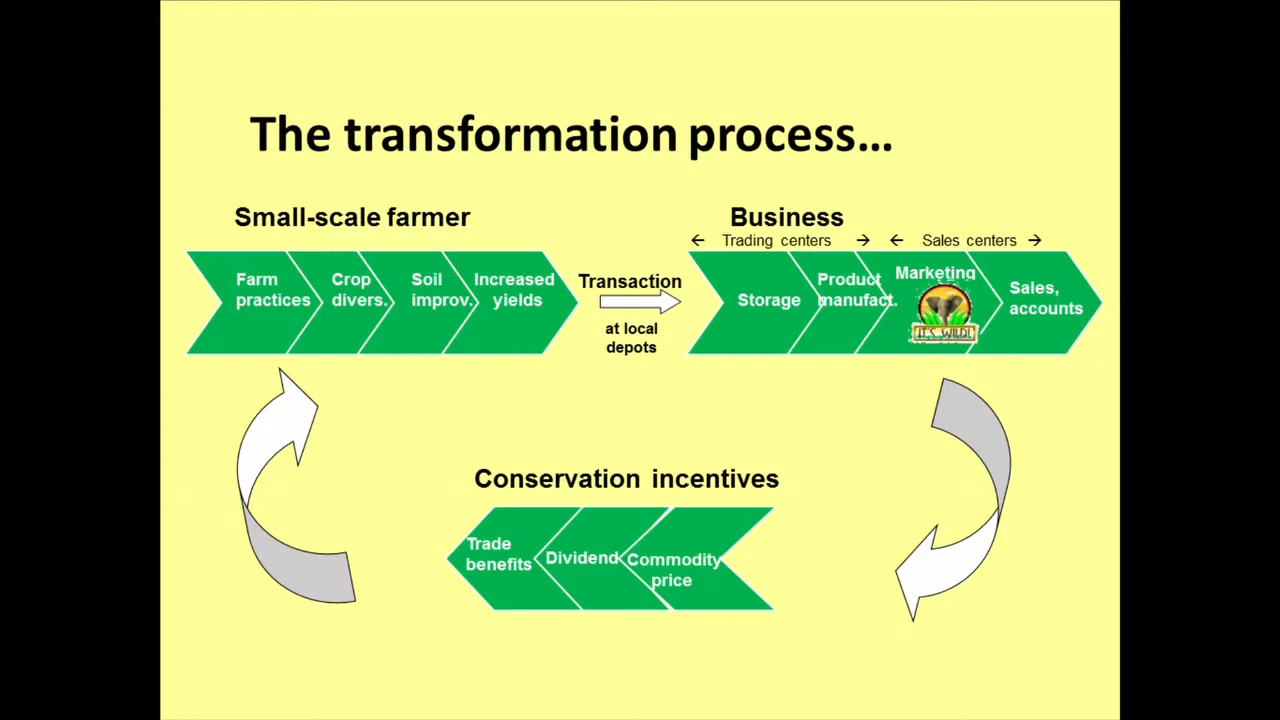 The transformation process...
Small-scale farmer
Business
← Trading centers →
← Sales centers →
Farm
practices
Crop
divers.
Soil
improv.
Increased
yields
Transaction
at local
depots
Storage
Product
manufact.
Marketing
IT'S WILD!
Sales,
accounts
Conservation incentives
Trade
benefits
Dividend
Commodity
price